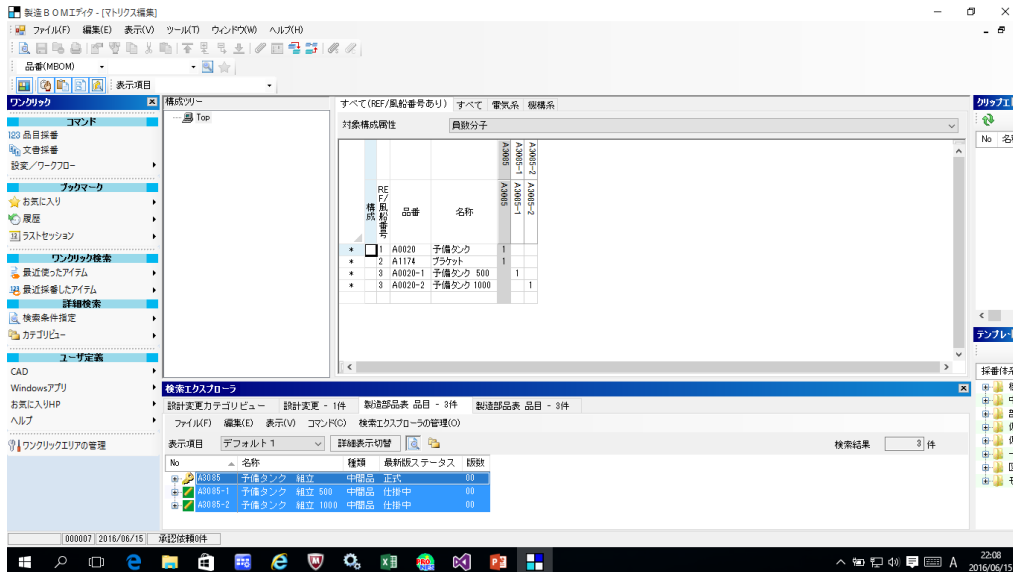 製造BOMエディタ - [マトリクス編集]
ファイル(F) 編集(E) 表示(V) ツール(T) ウィンドウ(W) ヘルプ(H)
品番(MBOM)
表示項目
ワンクリック
コマンド
123 品目採番
文書採番
設変／ワークフロー
ブックマーク
お気に入り
履歴
ラストセッション
ワンクリック検索
最近使ったアイテム
最近採番したアイテム
詳細検索
検索条件指定
カテゴリビュー
ユーザ定義
CAD
Windowsアプリ
お気に入りHP
ヘルプ
ワンクリックエリアの管理
構成ツリー
Top
すべて(REF/風船番号あり) すべて 電気系 機構系
対象構成属性 員数分子
A3085 A3085-1 A3085-2
構成 REF/風船番号 品番 名称 A3085 A3085-1 A3085-2
* 1 A0020 予備タンク 1
* 2 A1174 ブラケット 1
* 3 A0020-1 予備タンク 500 1
* 3 A0020-2 予備タンク 1000 1
検索エクスプローラ
設計変更カテゴリビュー 設計変更 - 1件 製造部品表 品目 - 3件 製造部品表 品目 - 3件
ファイル(F) 編集(E) 表示(V) コマンド(C) 検索エクスプローラの管理(O)
表示項目 デフォルト1 詳細表示切替 検索結果 3 件
No 名称 種類 最新版ステータス 版数
A3085 予備タンク 組立 中間品 正式 00
A3085-1 予備タンク 組立 500 中間品 仕掛中 00
A3085-2 予備タンク 組立 1000 中間品 仕掛中 00
クリップエ
No 名
テンプレー
採番体系
000007 2016/06/15 承認依頼0件
A 22:08
2016/06/15